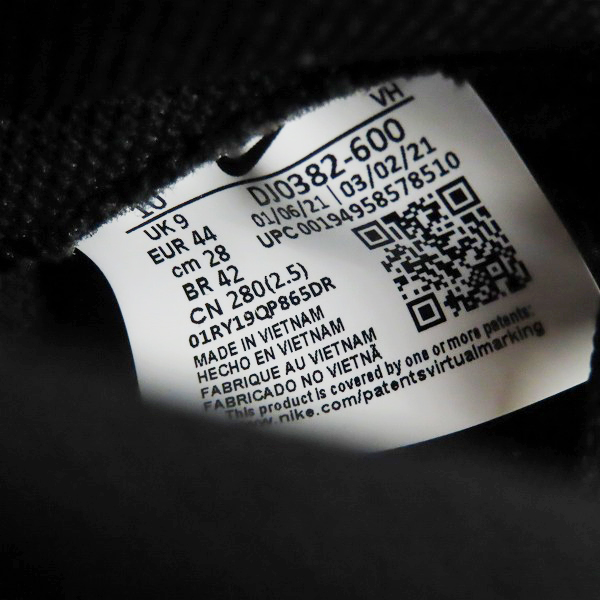 VH
10
DJ0382-600
UK 9
01/06/21 | 03/02/21
EUR 44
UPC 00194958578510
cm 28
BR 42
CN 280(2.5)
01RY19QP865DR
MADE IN VIETNAM
HECHO EN VIETNAM
FABRIQUE AU VIETNAM
FABRICADO NO VIETNÃ
This product is covered by one or more patents:
www.nike.com/patentsvirtualmarking